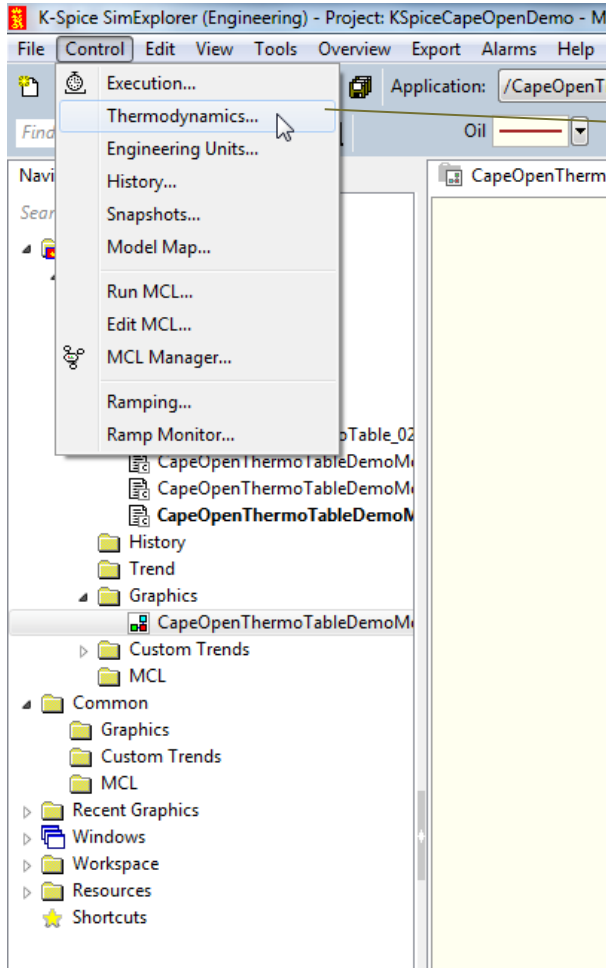 K-Spice SimExplorer (Engineering) - Project: KSpiceCapeOpenDemo - M
File Control Edit View Tools Overview Export Alarms Help
Application: /CapeOpenT
Find
Oil
Execution...
Thermodynamics...
Engineering Units...
History...
Snapshots...
Model Map...
Run MCL...
Edit MCL...
MCL Manager...
Ramping...
Ramp Monitor...
Navi
Sear
CapeOpenTherm
oTable_02
CapeOpenThermoTableDemoM
CapeOpenThermoTableDemoM
CapeOpenThermoTableDemoM
History
Trend
Graphics
CapeOpenThermoTableDemoM
Custom Trends
MCL
Common
Graphics
Custom Trends
MCL
Recent Graphics
Windows
Workspace
Resources
Shortcuts